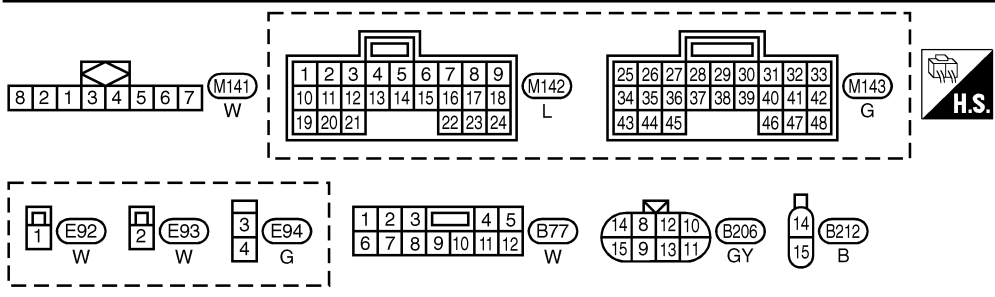 8 2 1 3 4 5 6 7
M141
W
1 2 3 4 5 6 7 8 9
10 11 12 13 14 15 16 17 18
19 20 21 22 23 24
M142
L
25 26 27 28 29 30 31 32 33
34 35 36 37 38 39 40 41 42
43 44 45 46 47 48
M143
G
H.S.
1
E92
W
2
E93
W
3
4
E94
G
1 2 3 4 5
6 7 8 9 10 11 12
B77
W
14 8 12 10
15 9 13 11
B206
GY
14
15
B212
B